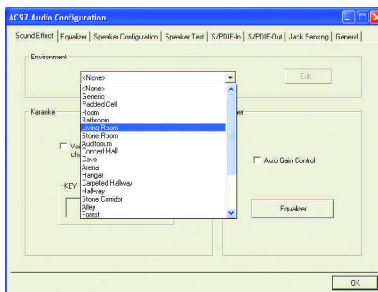 AC97 Audio Configuration
Sound Effect | Equalizer | Speaker Configuration | Speaker Test | S/PDIF-In | S/PDIF-Out | Jack Sensing | General
Environment
<None>
Edit
<None>
Generic
Padded Cell
Room
Bathroom
Living Room
Stone Room
Auditorium
Concert Hall
Cave
Arena
Hangar
Carpeted Hallway
Hallway
Stone Corridor
Alley
Forest
Karaoke
KEY
Auto Gain Control
Equalizer
OK